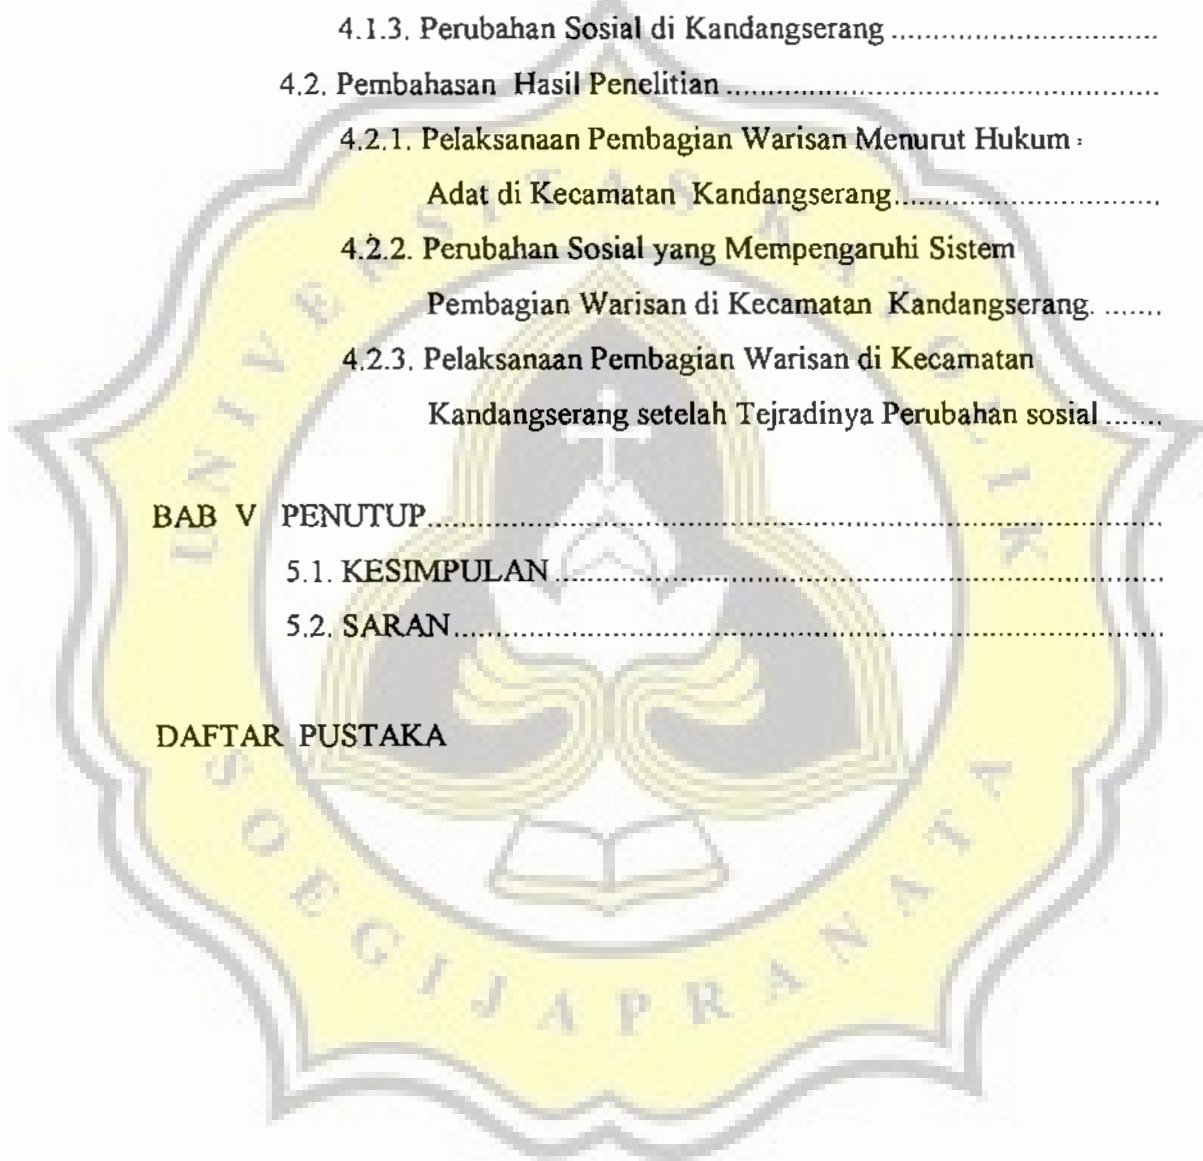 4.1.3. Perubahan Sosial di Kandangserang ..............................
4.2. Pembahasan Hasil Penelitian ..................................................
4.2.1. Pelaksanaan Pembagian Warisan Menurut Hukum :
Adat di Kecamatan Kandangserang..............................
4.2.2. Perubahan Sosial yang Mempengaruhi Sistem
Pembagian Warisan di Kecamatan Kandangserang. .......
4.2.3. Pelaksanaan Pembagian Warisan di Kecamatan
Kandangserang setelah Tejradinya Perubahan sosial .......
BAB V PENUTUP....................................................................................
5.1. KESIMPULAN ......................................................................
5.2. SARAN.................................................................................
DAFTAR PUSTAKA
UNIVERSITAS KATOLIK
SOEGIJAPRANATA